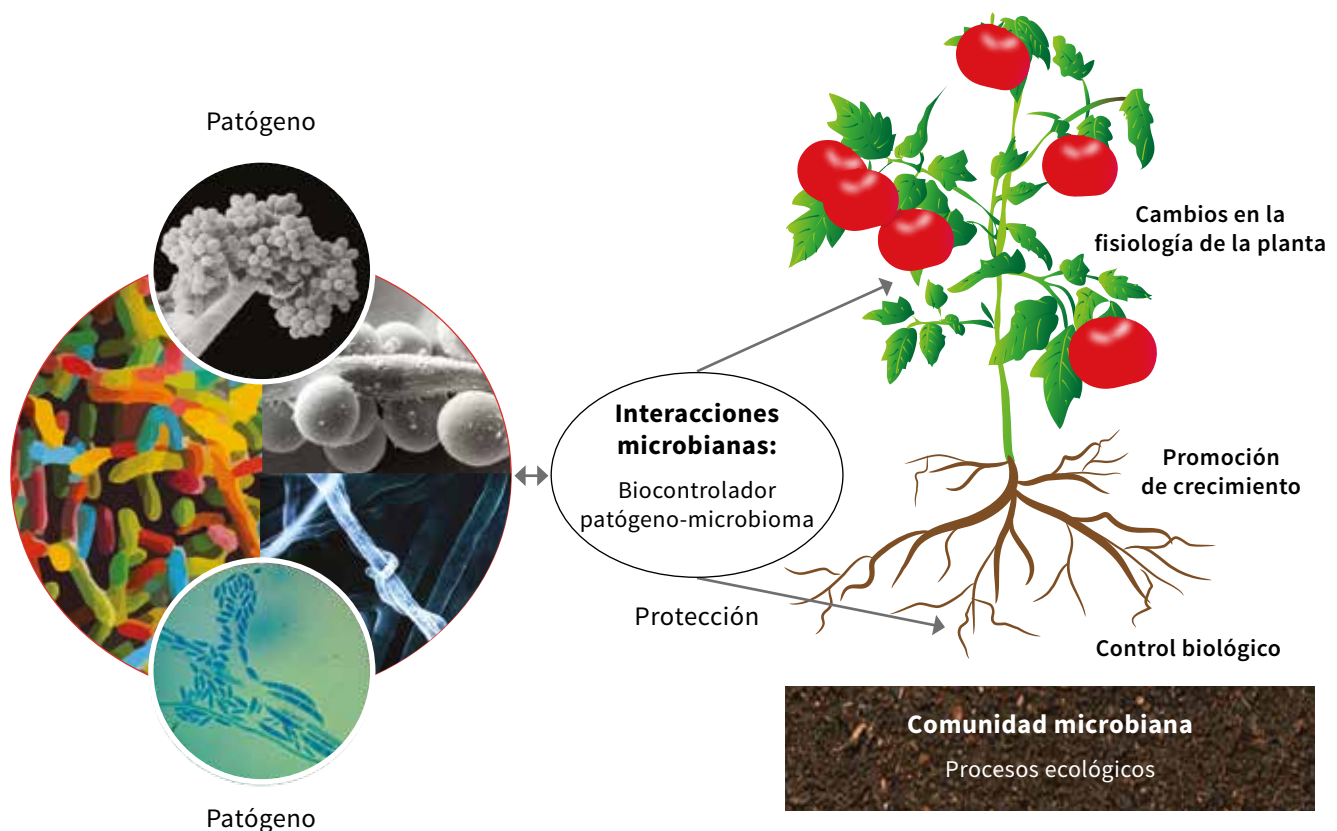 Patógeno
Cambios en la
fisiología de la planta
Interacciones
microbianas:
Biocontrolador
patógeno-microbioma
Promoción
de crecimiento
Protección
Control biológico
Comunidad microbiana
Procesos ecológicos
Patógeno